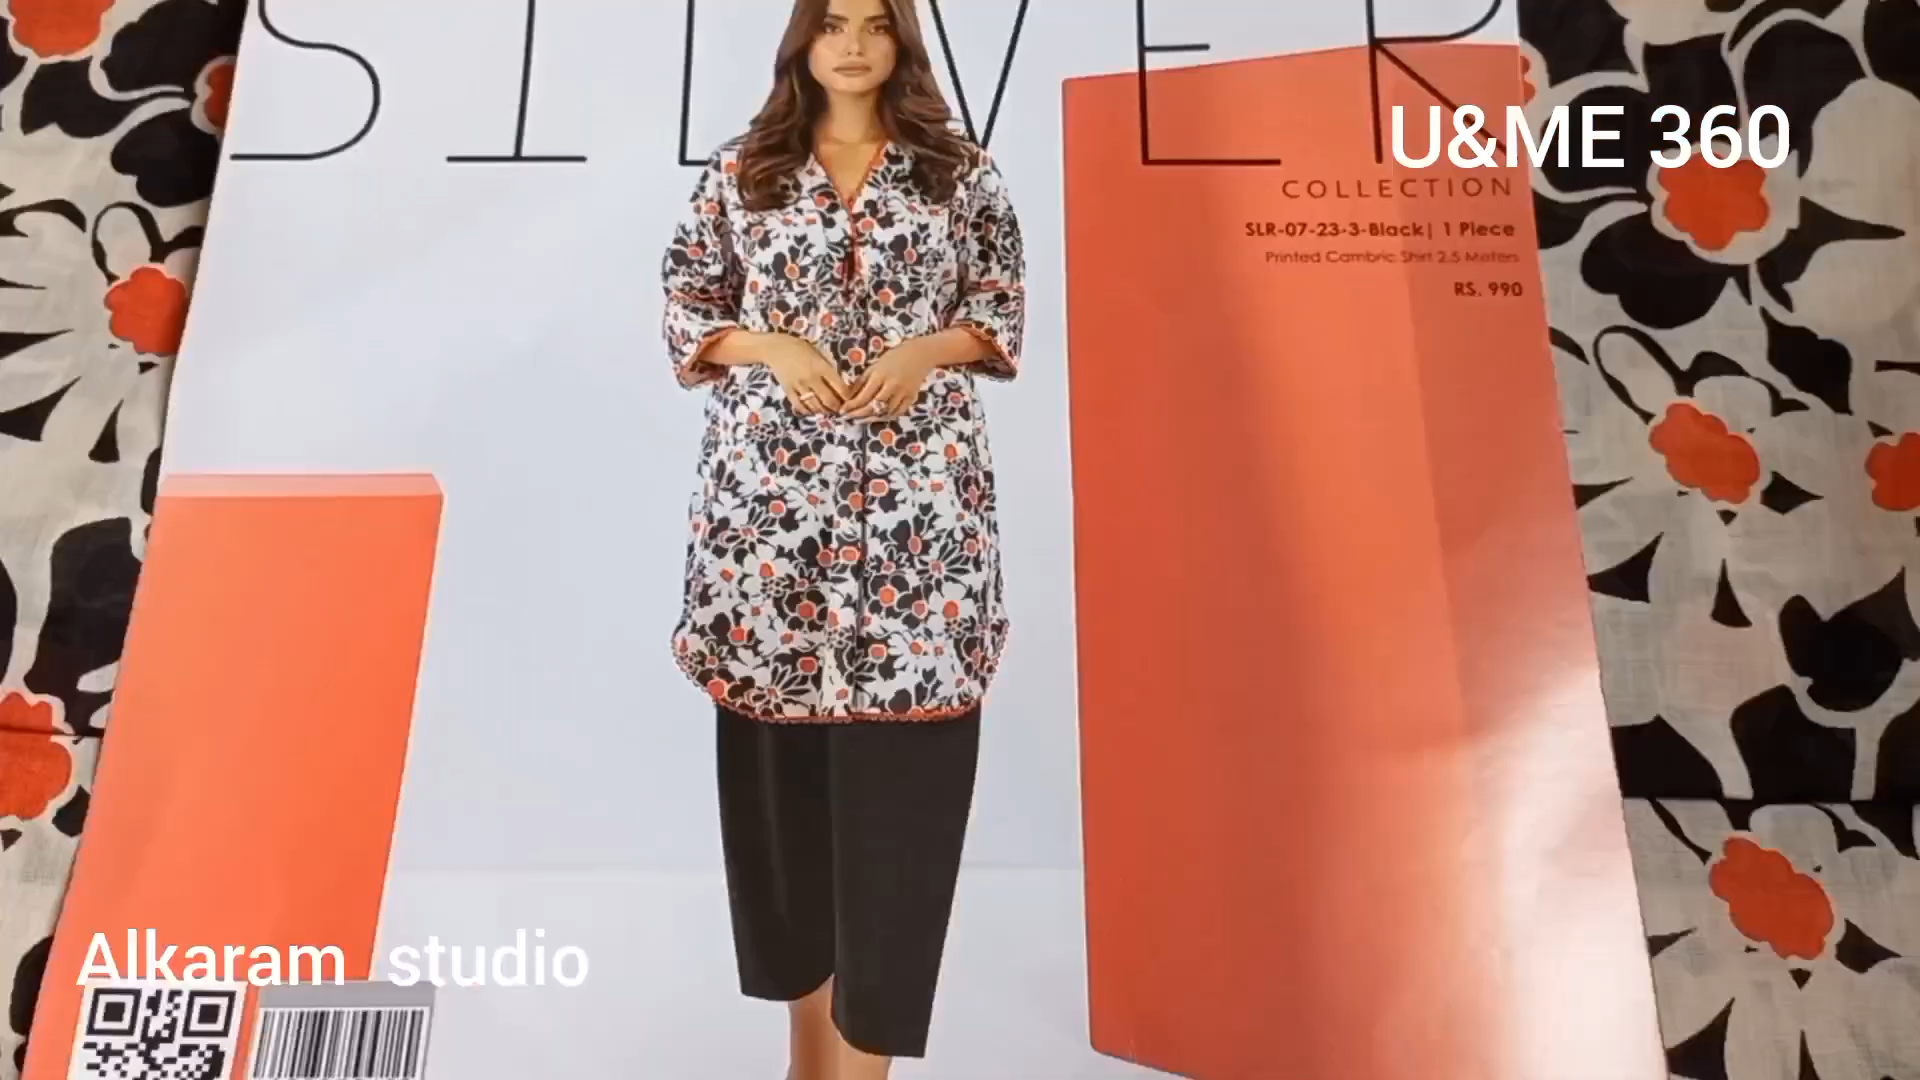 SILVER
U&ME 360
COLLECTION
SLR-07-23-3-Black| 1 Piece
Printed Cambric Shirt 2.5 Meters
RS. 990
Alkaram studio